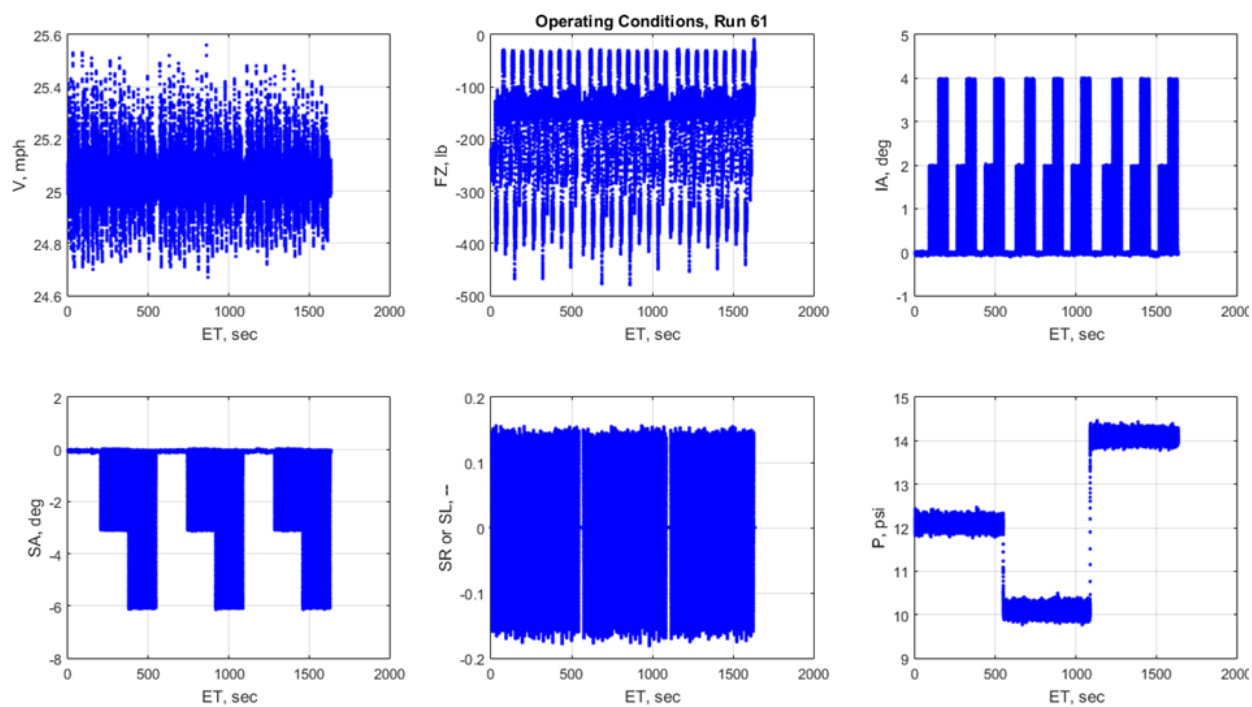 Operating Conditions, Run 61
25.6
25.4
25.2
25
24.8
24.6
V, mph
0 500 1000 1500 2000
ET, sec
0
-100
-200
-300
-400
-500
FZ, lb
0 500 1000 1500 2000
ET, sec
5
4
3
2
1
0
-1
IA, deg
0 500 1000 1500 2000
ET, sec
2
0
-2
-4
-6
-8
SA, deg
0 500 1000 1500 2000
ET, sec
0.2
0.1
0
-0.1
-0.2
SR or SL, --
0 500 1000 1500 2000
ET, sec
15
14
13
12
11
10
9
P, psi
0 500 1000 1500 2000
ET, sec